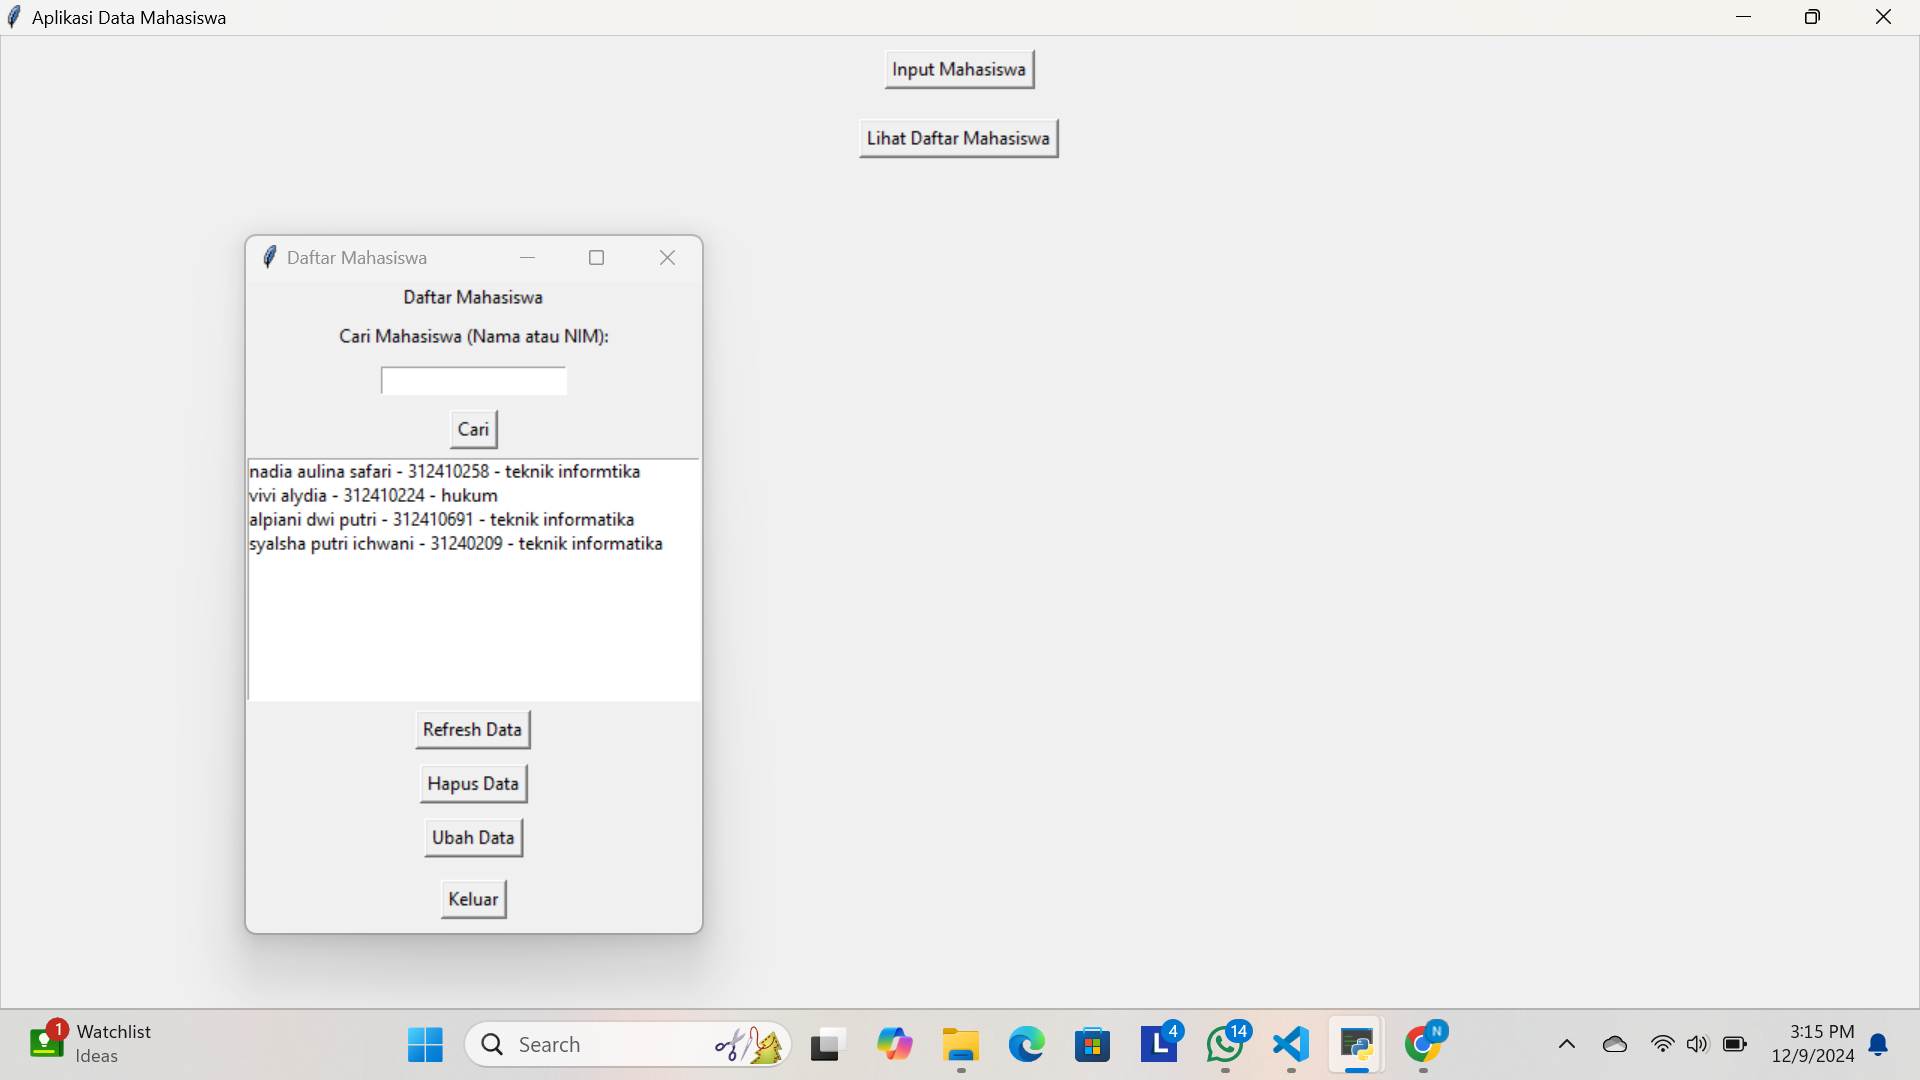 Aplikasi Data Mahasiswa
Input Mahasiswa
Lihat Daftar Mahasiswa
Daftar Mahasiswa
Daftar Mahasiswa
Cari Mahasiswa (Nama atau NIM):
Cari
nadia aulina safari - 312410258 - teknik informtika
vivi alydia - 312410224 - hukum
alpiani dwi putri - 312410691 - teknik informatika
syalsha putri ichwani - 31240209 - teknik informatika
Refresh Data
Hapus Data
Ubah Data
Keluar
1
Watchlist
Ideas
Search
L
4
14
N
3:15 PM
12/9/2024